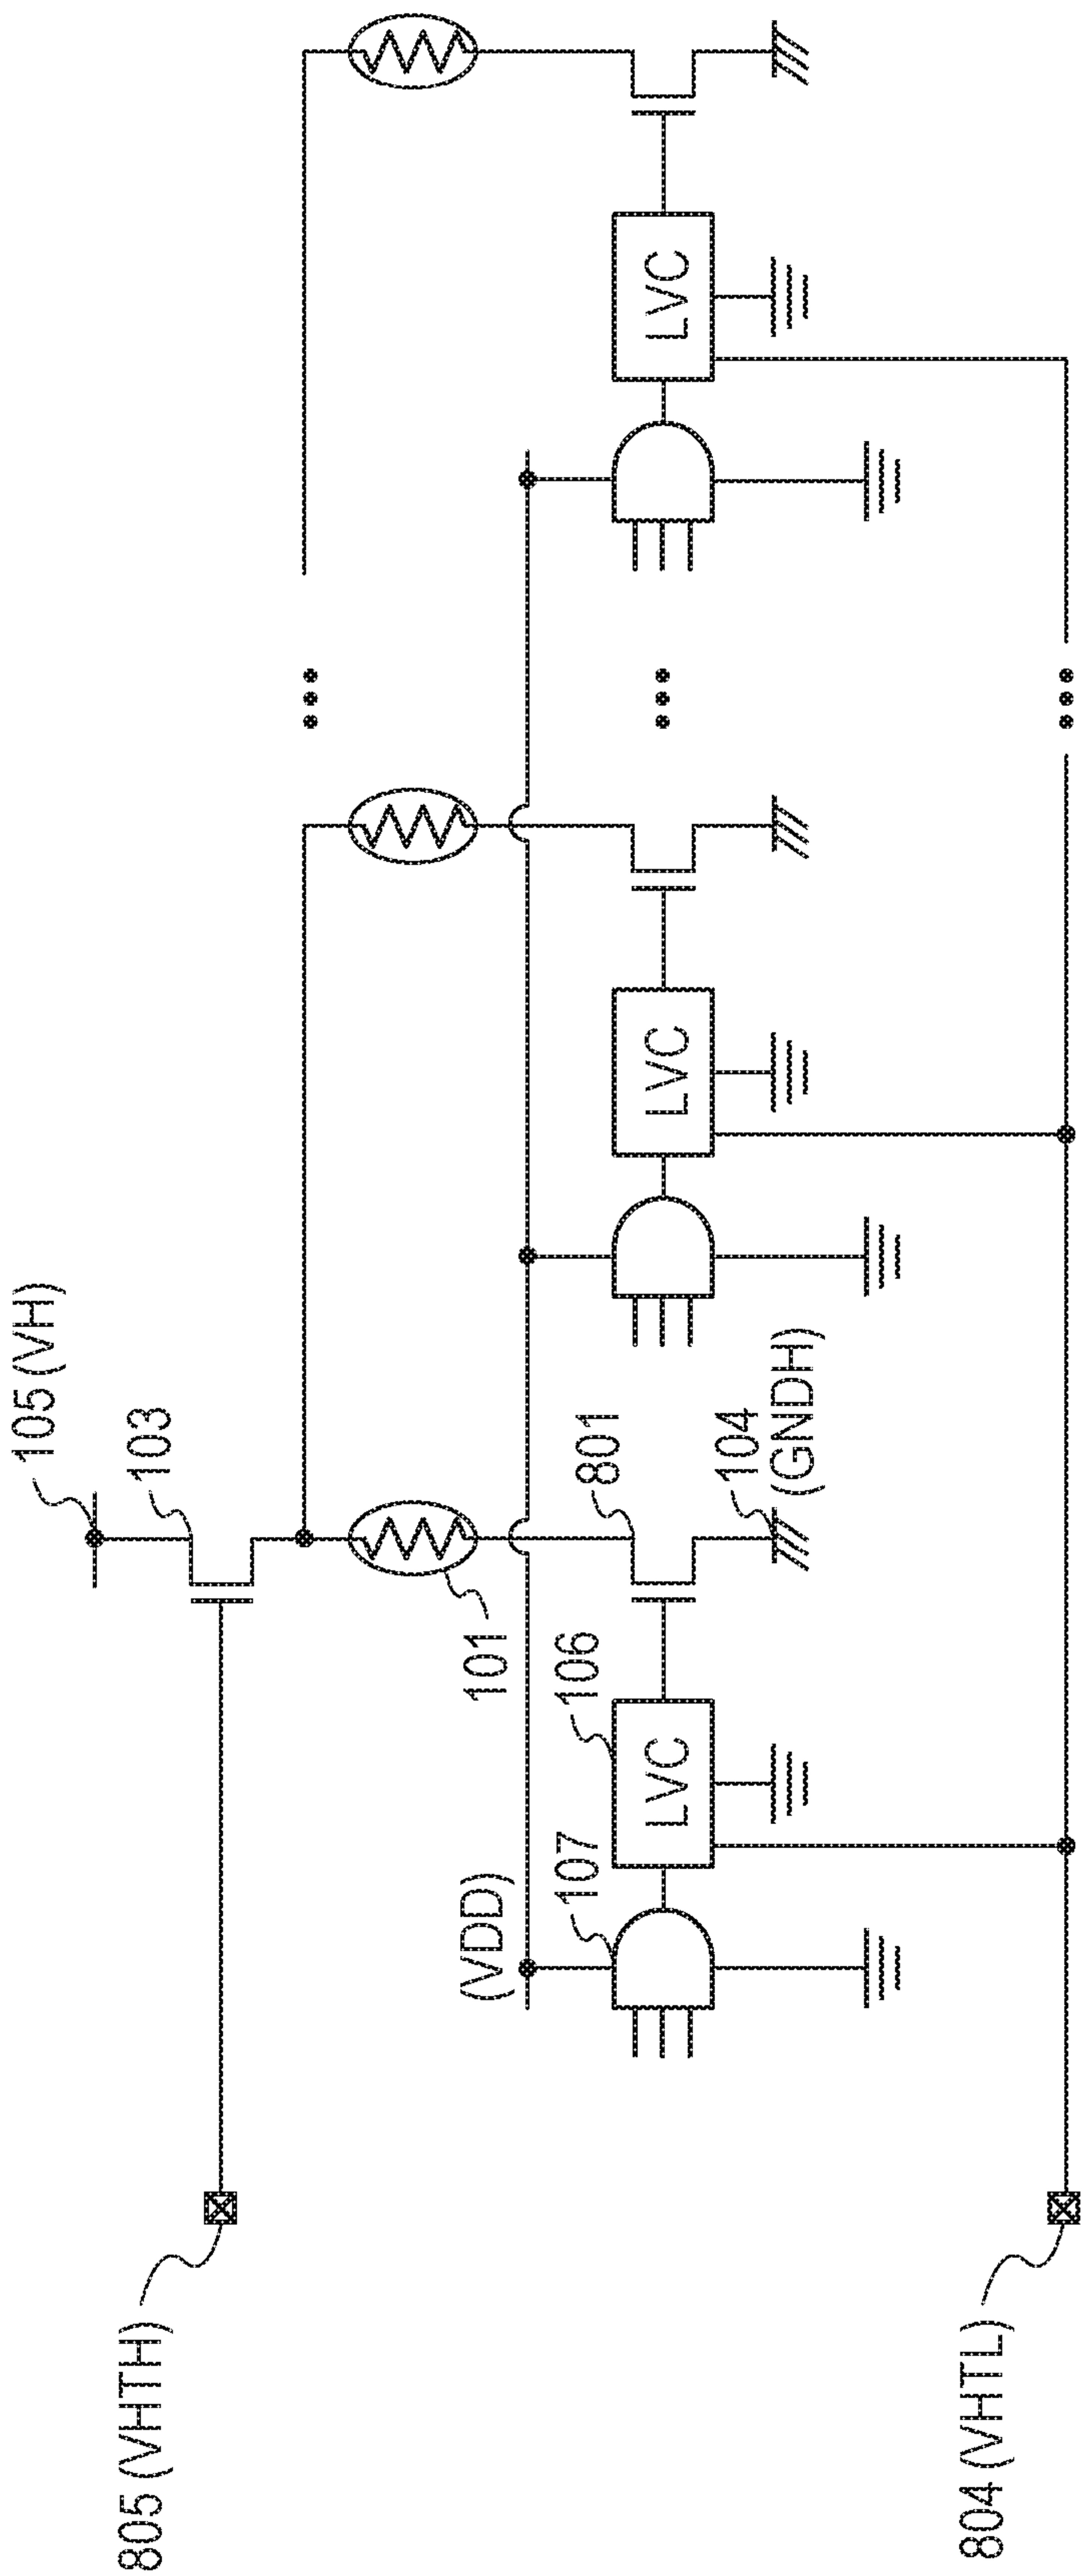 105 (VH)
103
805 (VHTH)
101
(VDD)
801
106
107
LVC
LVC
LVC
104
(GNDH)
804 (VHTL)